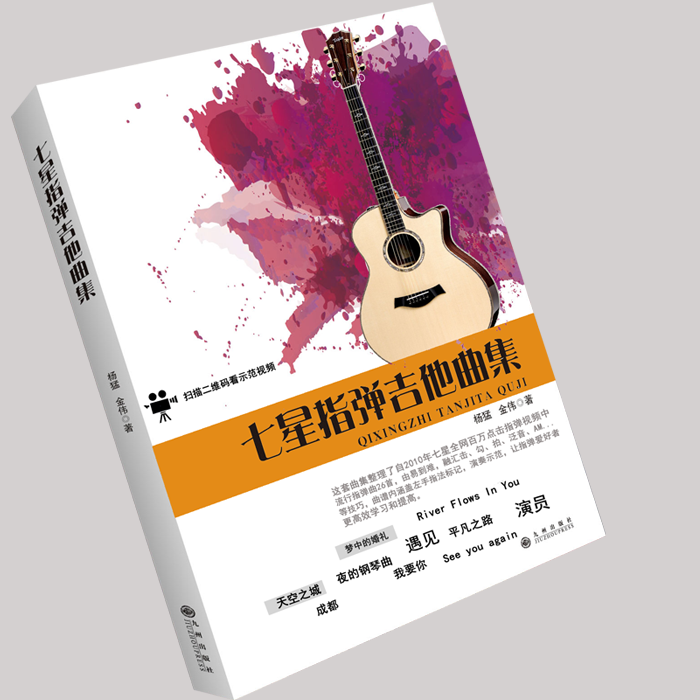 七星指弹吉他曲集
杨猛 金伟◎著
九州出版社
JIUZHOUPRESS
扫描二维码看示范视频
七星指弹吉他曲集
QIXINGZHI TANJITA QUJI
杨猛 金伟◎著
这套曲集整理了自2010年七星全网百万点击指弹视频中
流行指弹曲26首，由易到难，融汇击、勾、拍、泛音、AM...
等技巧，曲谱内涵盖左手指法标记，演奏示范，让指弹爱好者
更高效学习和提高。
River Flows In You
梦中的婚礼
遇见
平凡之路
演员
天空之城
夜的钢琴曲
我要你
See you again
成都
九州出版社
JIUZHOUPRESS